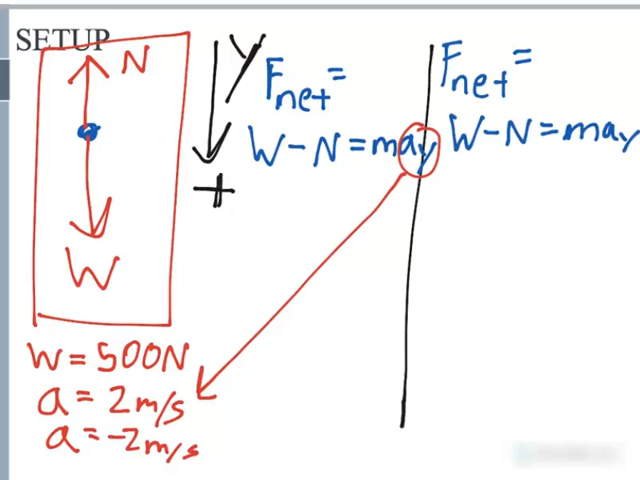 SETUP
N
W
y
+
Fnet =
W - N = may
Fnet =
W - N = may
W = 500N
a = 2m/s
a = -2m/s